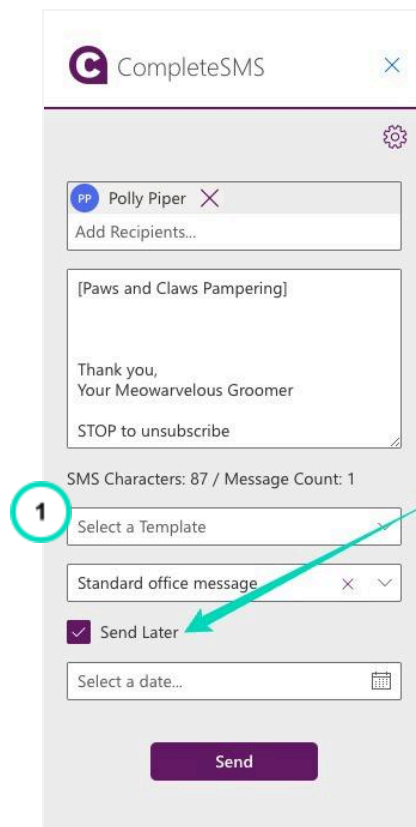 C CompleteSMS
PP Polly Piper
Add Recipients...
[Paws and Claws Pampering]
Thank you,
Your Meowarvelous Groomer
STOP to unsubscribe
SMS Characters: 87 / Message Count: 1
1
Select a Template
Standard office message
Send Later
Select a date...
Send